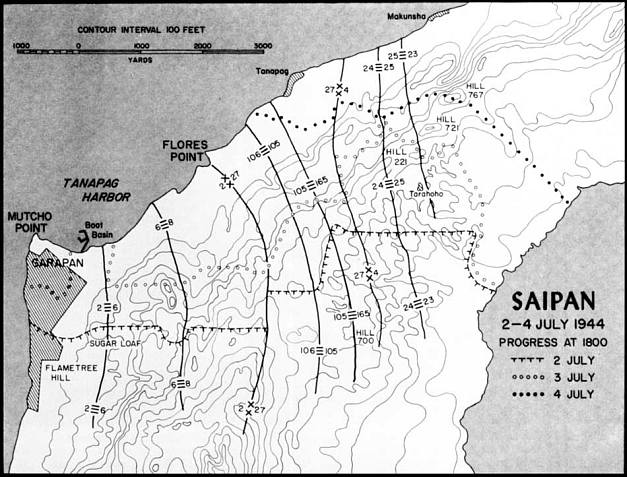 CONTOUR INTERVAL 100 FEET
1000 0 1000 2000 3000
YARDS
Makunsha
Tanapag
FLORES
POINT
TANAPAG
HARBOR
MUTCHO
POINT
Boat
Basin
GARAPAN
SUGAR LOAF
FLAMETREE
HILL
HILL
767
HILL
721
HILL
221
Tarahoho
HILL
700
25 23
24 25
27 4
106 105
105 165
2 27
6 8
24 25
27 4
24 23
2 6
105 165
106 105
6 8
2 6
2 27
SAIPAN
2–4 JULY 1944
PROGRESS AT 1800
2 JULY
3 JULY
4 JULY